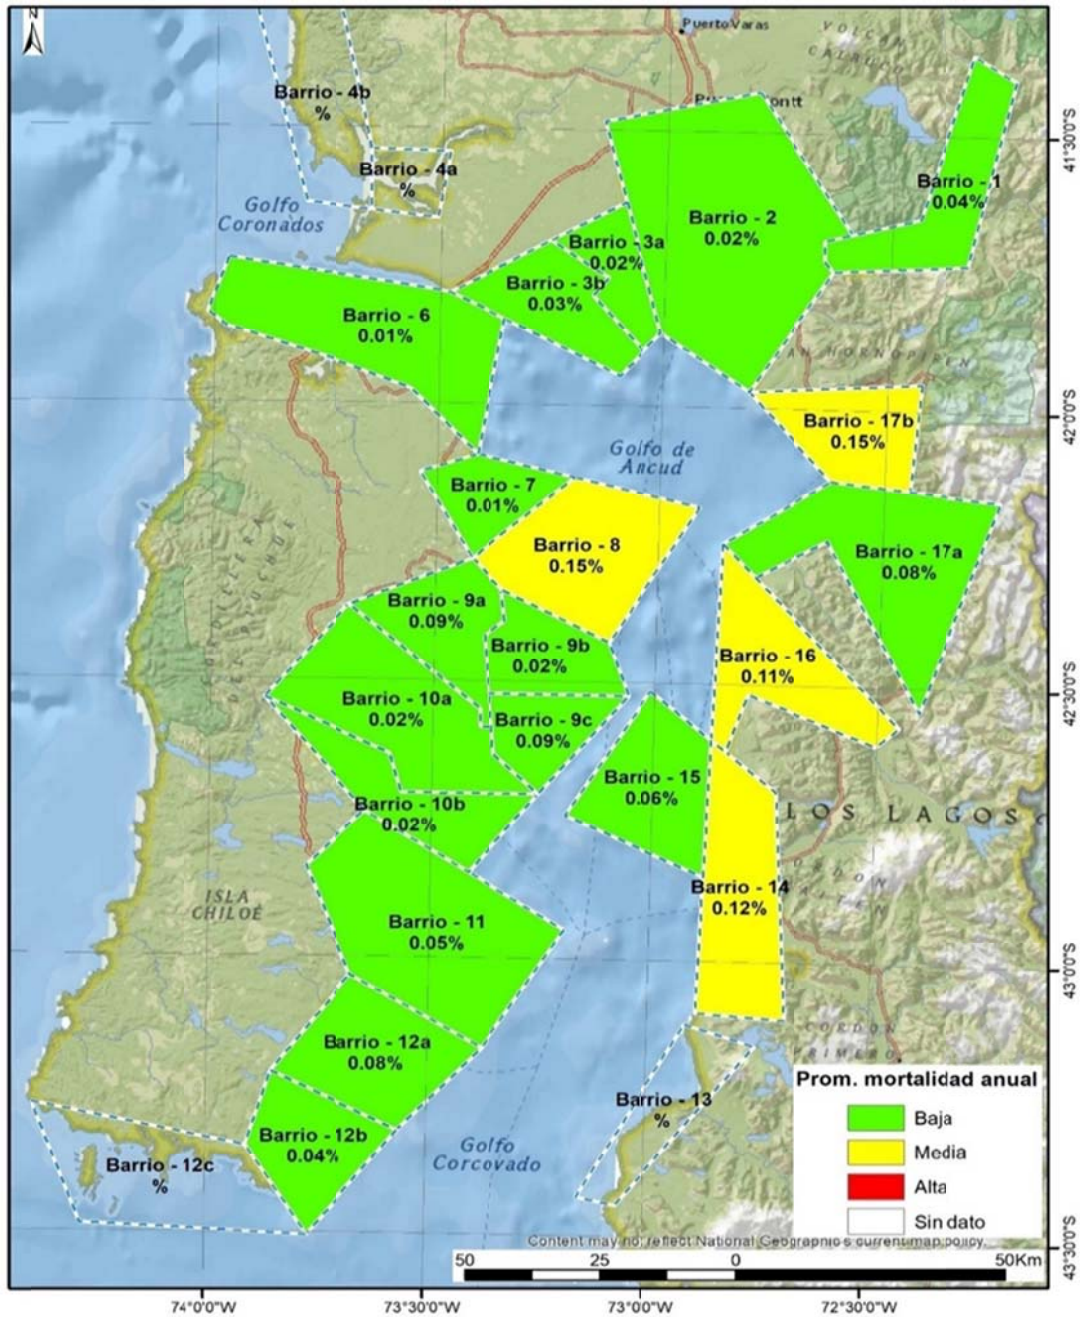 N
Puerto Varas
Barrio - 4b
%
Barrio - 4a
%
Golfo
Coronados
Barrio - 1
0.04%
Barrio - 2
0.02%
Barrio - 3a
0.02%
Barrio - 3b
0.03%
Barrio - 6
0.01%
Golfo de
Ancud
Barrio - 17b
0.15%
Barrio - 7
0.01%
Barrio - 8
0.15%
Barrio - 17a
0.08%
Barrio - 9a
0.09%
Barrio - 9b
0.02%
Barrio - 16
0.11%
Barrio - 10a
0.02%
Barrio - 9c
0.09%
Barrio - 15
0.06%
Barrio - 10b
0.02%
LOS LAGOS
ISLA
CHILOÉ
Barrio - 14
0.12%
Barrio - 11
0.05%
Barrio - 12a
0.08%
CORDON
Barrio - 13
%
Barrio - 12b
0.04%
Golfo
Corcovado
Barrio - 12c
%
Prom. mortalidad anual
Baja
Media
Alta
Sin dato
Content may not reflect National Geographic's current map policy.
50 25 0 50Km
41°30'0"S
42°0'0"S
42°30'0"S
43°0'0"S
43°30'0"S
74°0'0"W 73°30'0"W 73°0'0"W 72°30'0"W